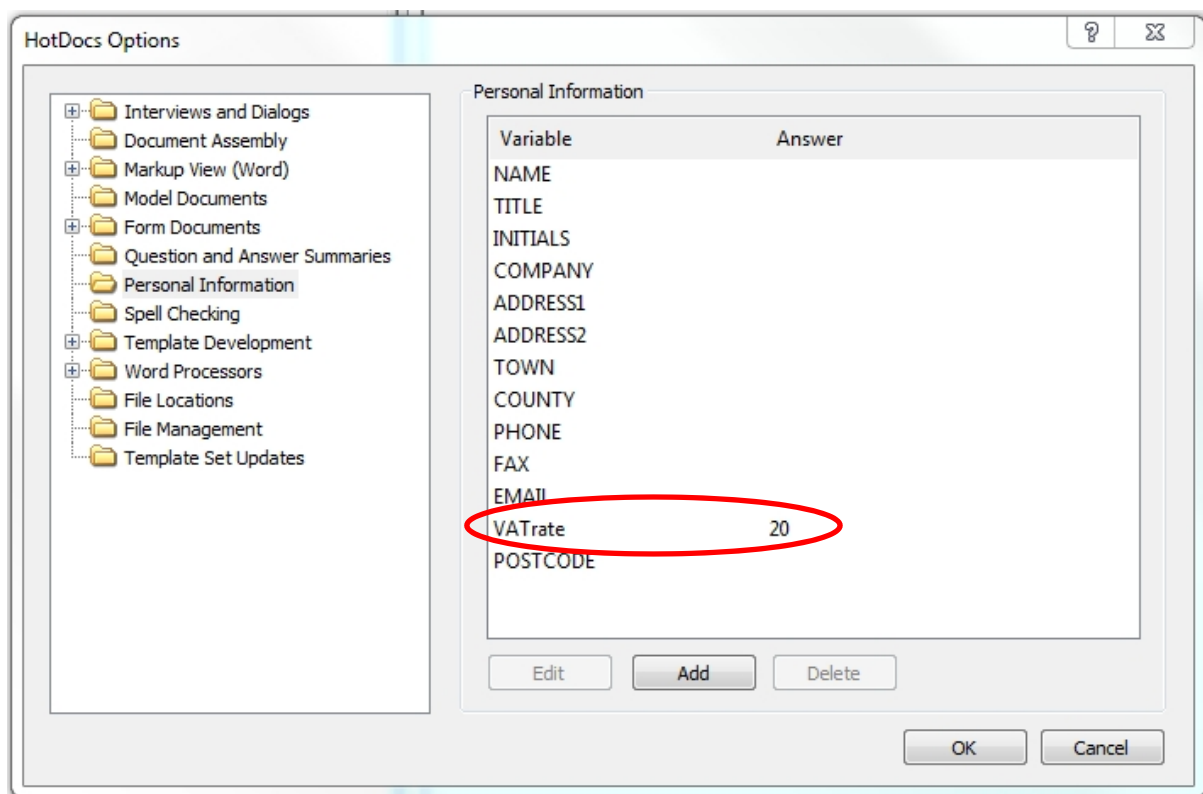 HotDocs Options
Interviews and Dialogs
Document Assembly
Markup View (Word)
Model Documents
Form Documents
Question and Answer Summaries
Personal Information
Spell Checking
Template Development
Word Processors
File Locations
File Management
Template Set Updates
Personal Information
Variable Answer
NAME
TITLE
INITIALS
COMPANY
ADDRESS1
ADDRESS2
TOWN
COUNTY
PHONE
FAX
EMAIL
VATrate 20
POSTCODE
Edit Add Delete
OK Cancel